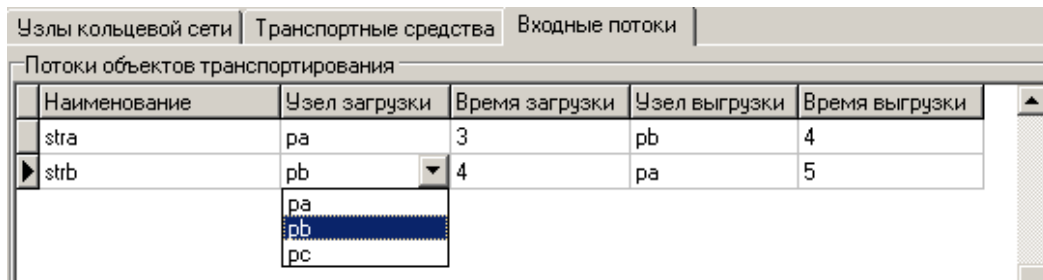 Узлы кольцевой сети Транспортные средства Входные потоки
Потоки объектов транспортирования
Наименование Узел загрузки Время загрузки Узел выгрузки Время выгрузки
stra pa 3 pb 4
strb pb 4 pa 5
pa
pb
pc